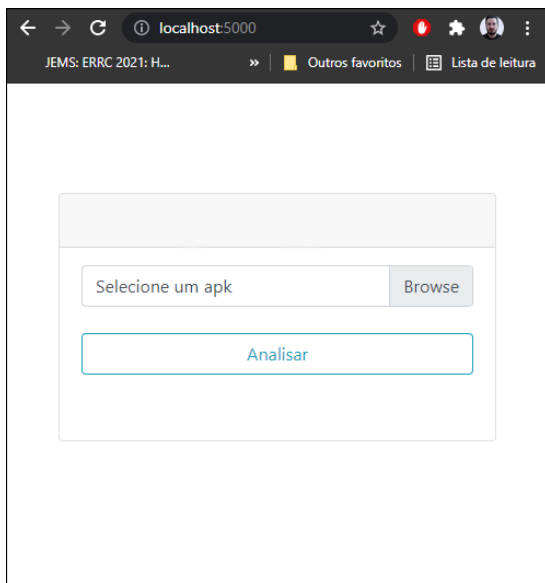 localhost:5000
JEMS: ERRC 2021: H... » Outros favoritos Lista de leitura
Selecione um apk Browse
Analisar